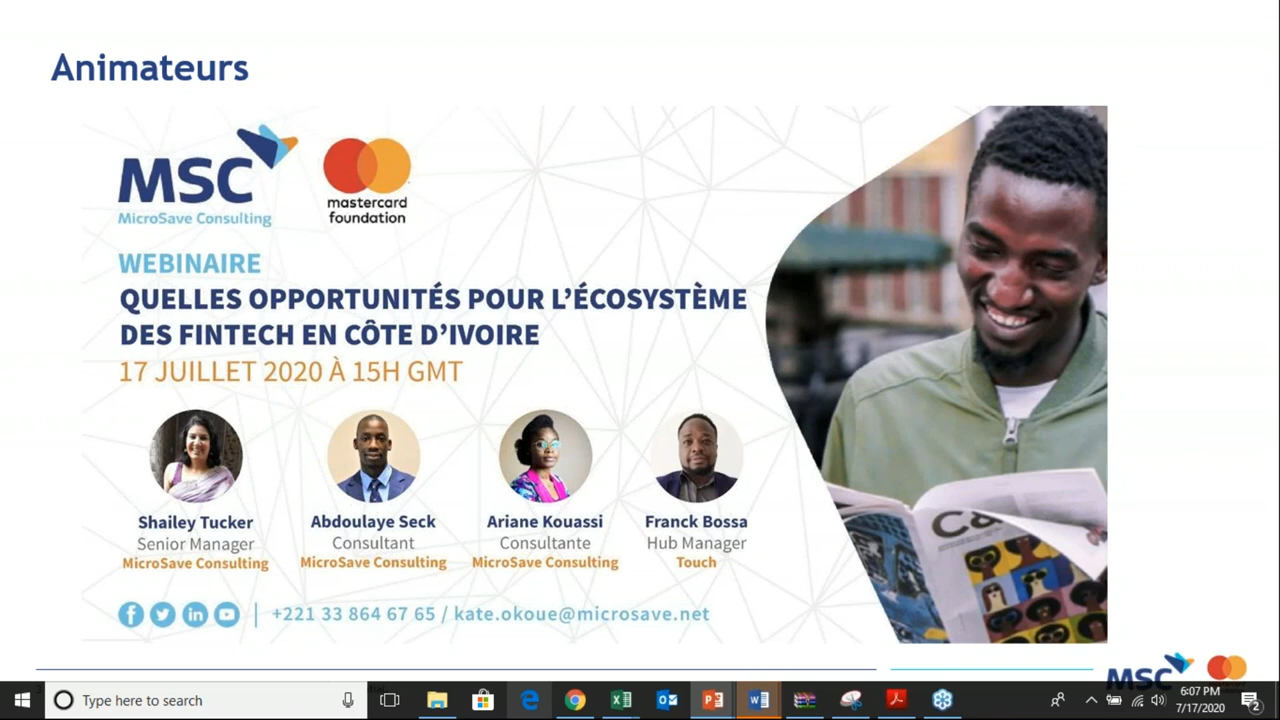 Animateurs
MSC
MicroSave Consulting
mastercard
foundation
WEBINAIRE
QUELLES OPPORTUNITÉS POUR L'ÉCOSYSTÈME
DES FINTECH EN CÔTE D'IVOIRE
17 JUILLET 2020 À 15H GMT
Shailey Tucker
Senior Manager
MicroSave Consulting
Abdoulaye Seck
Consultant
MicroSave Consulting
Ariane Kouassi
Consultante
MicroSave Consulting
Franck Bossa
Hub Manager
Touch
+221 33 864 67 65 / kate.okoue@microsave.net
MSC
Type here to search
6:07 PM
7/17/2020
2